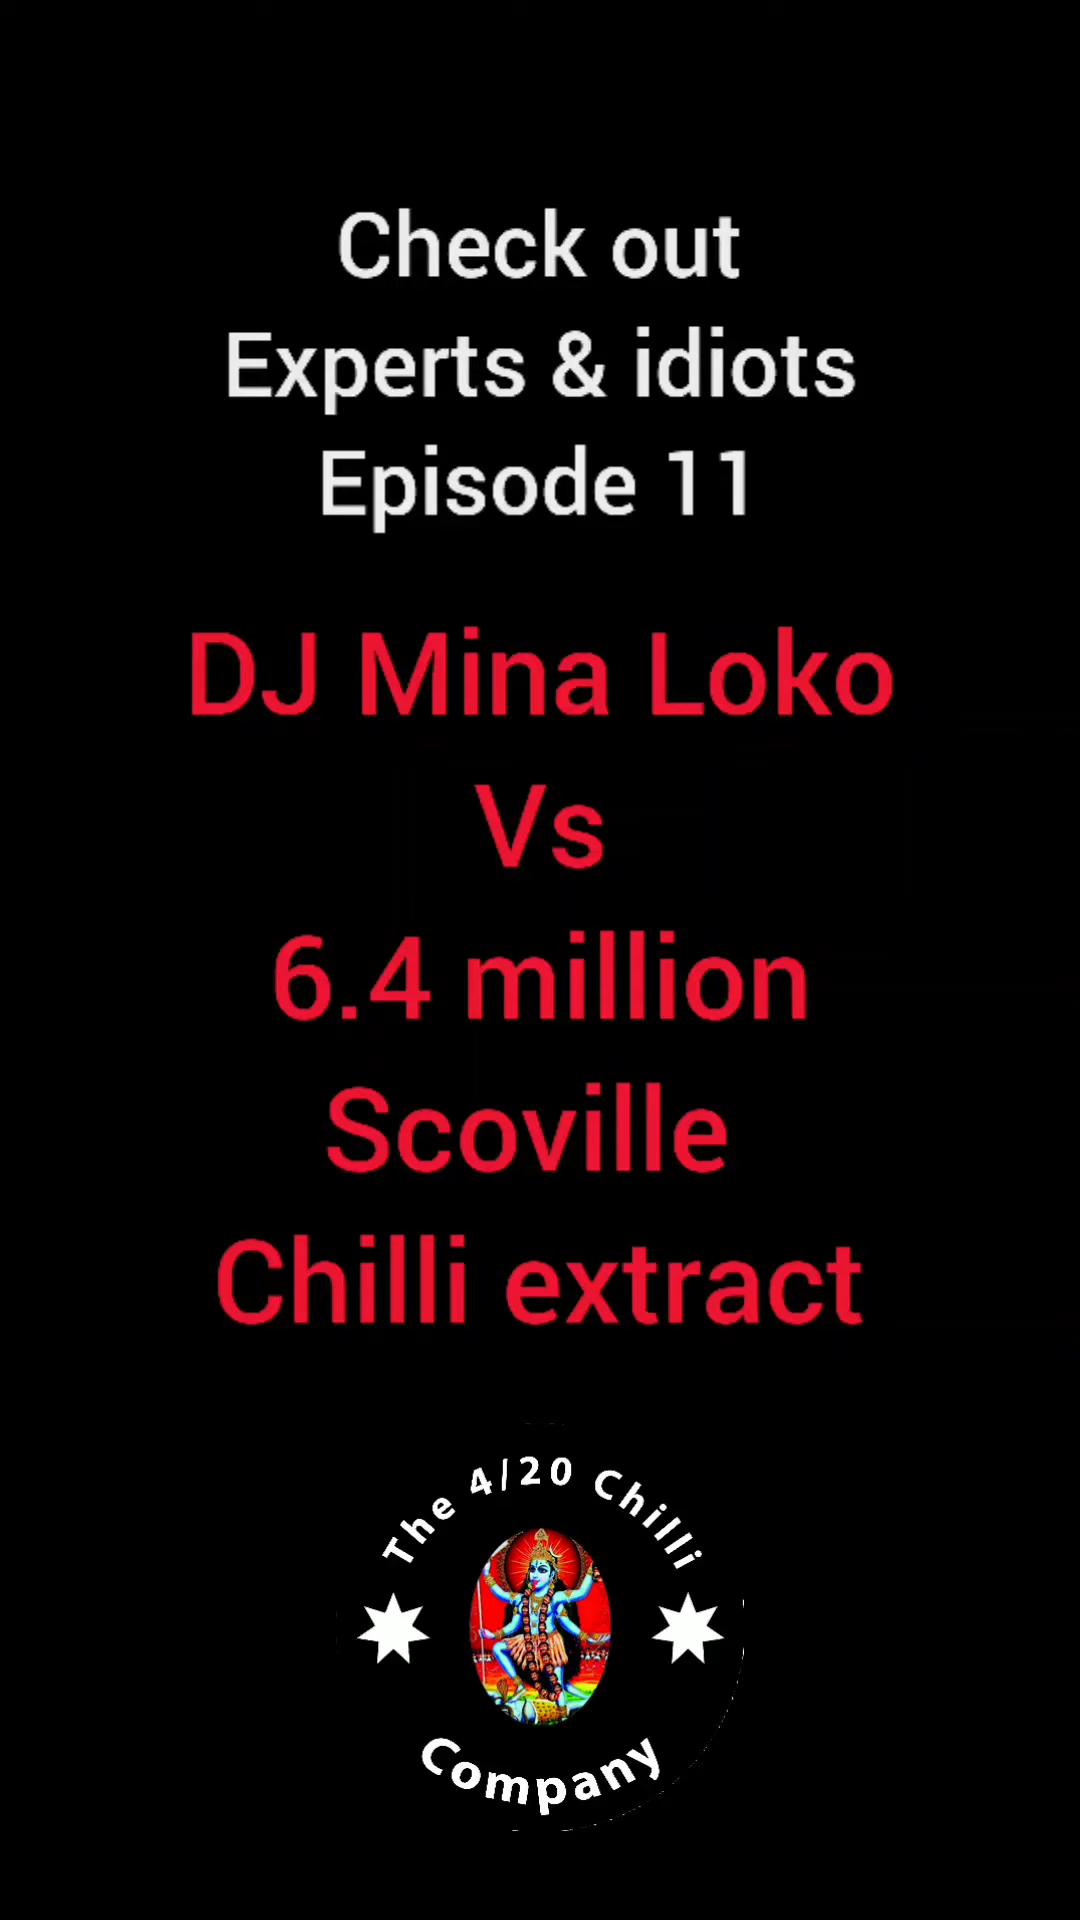 Check out
Experts & idiots
Episode 11
DJ Mina Loko
Vs
6.4 million
Scoville
Chilli extract
The 4/20 Chilli
Company